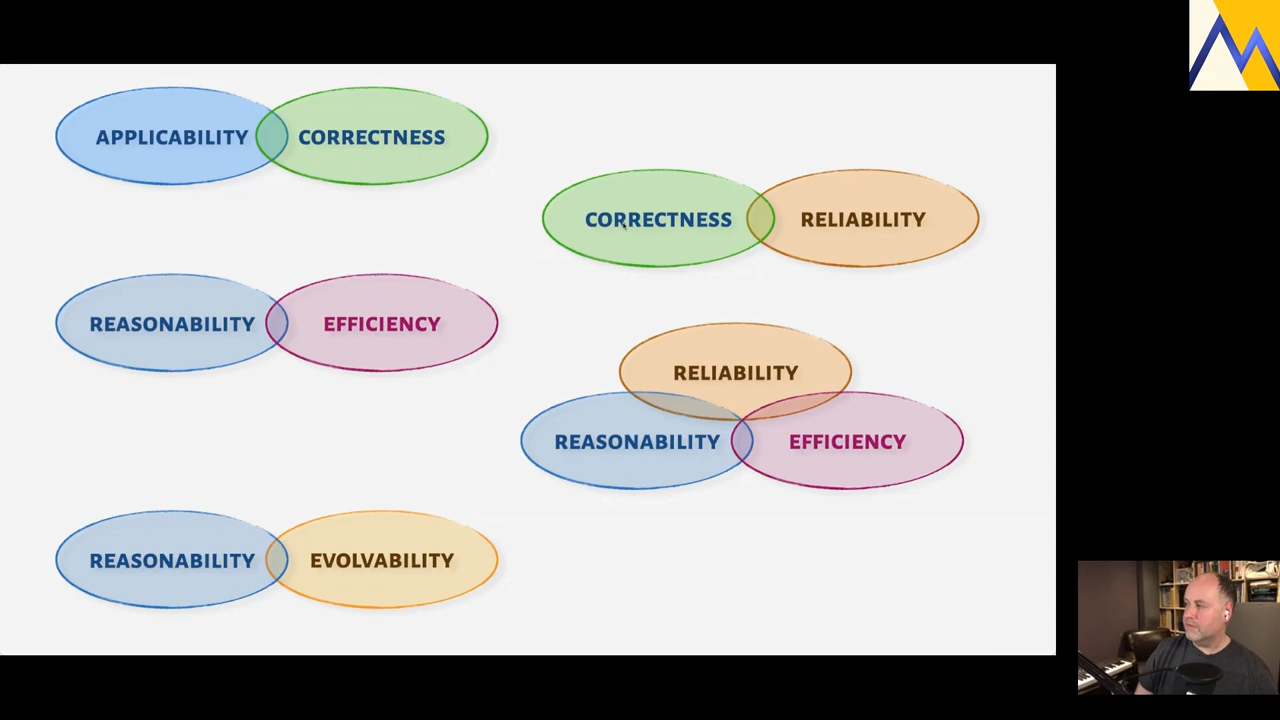 APPLICABILITY CORRECTNESS
CORRECTNESS RELIABILITY
REASONABILITY EFFICIENCY
RELIABILITY
REASONABILITY EFFICIENCY
REASONABILITY EVOLVABILITY